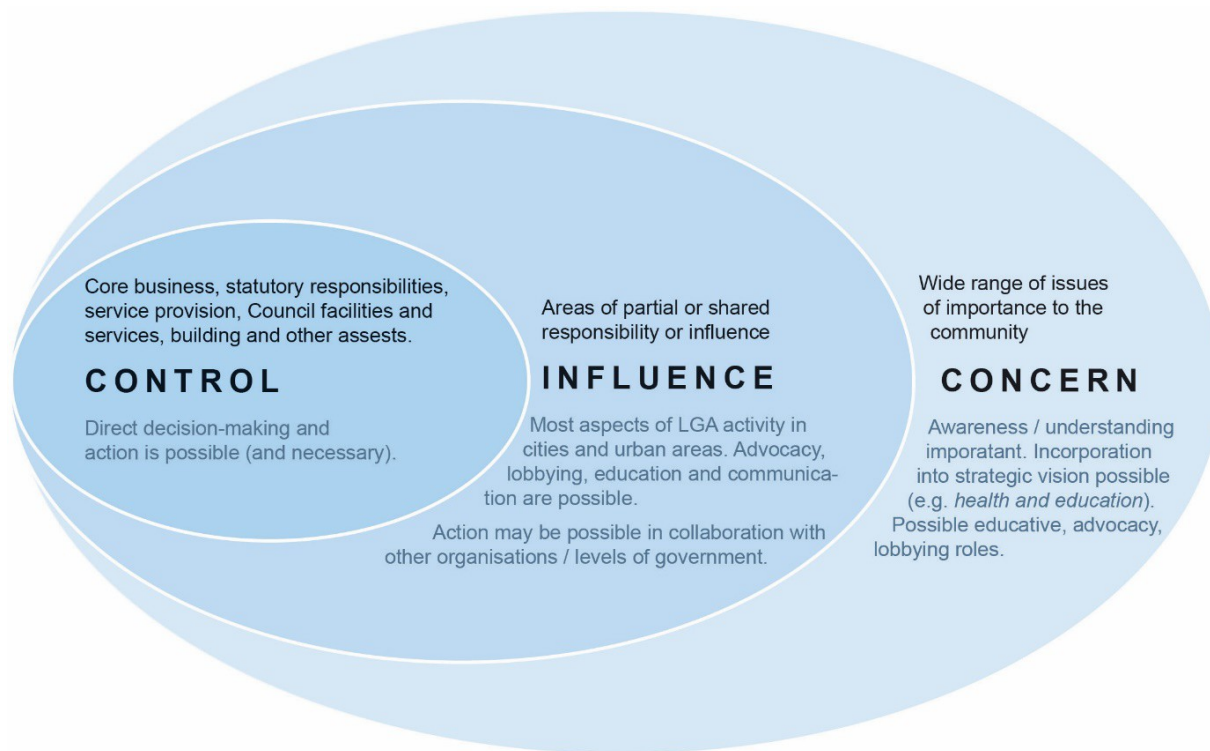 Core business, statutory responsibilities,
service provision, Council facilities and
services, building and other assests.
CONTROL
Direct decision-making and
action is possible (and necessary).
Areas of partial or shared
responsibility or influence
INFLUENCE
Most aspects of LGA activity in
cities and urban areas. Advocacy,
lobbying, education and communica-
tion are possible.
Action may be possible in collaboration with
other organisations / levels of government.
Wide range of issues
of importance to the
community
CONCERN
Awareness / understanding
imporatant. Incorporation
into strategic vision possible
(e.g. health and education).
Possible educative, advocacy,
lobbying roles.